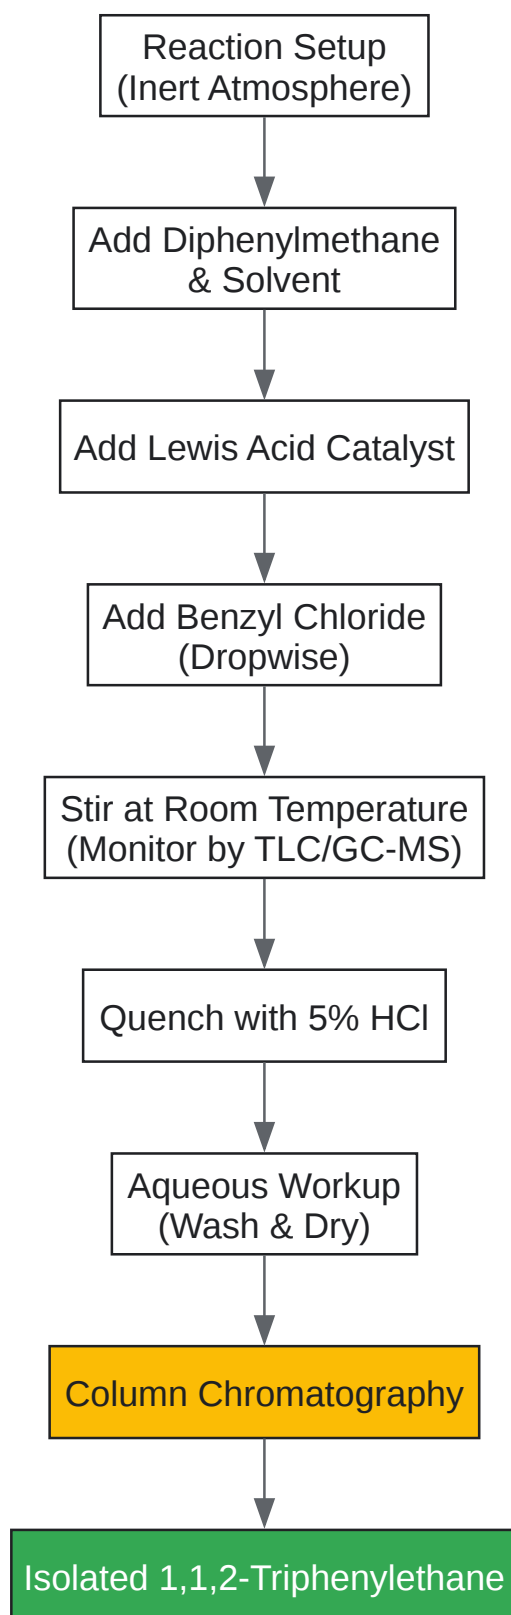 Reaction Setup
(Inert Atmosphere)
Add Diphenylmethane
& Solvent
Add Lewis Acid Catalyst
Add Benzyl Chloride
(Dropwise)
Stir at Room Temperature
(Monitor by TLC/GC-MS)
Quench with 5% HCl
Aqueous Workup
(Wash & Dry)
Column Chromatography
Isolated 1,1,2-Triphenylethane